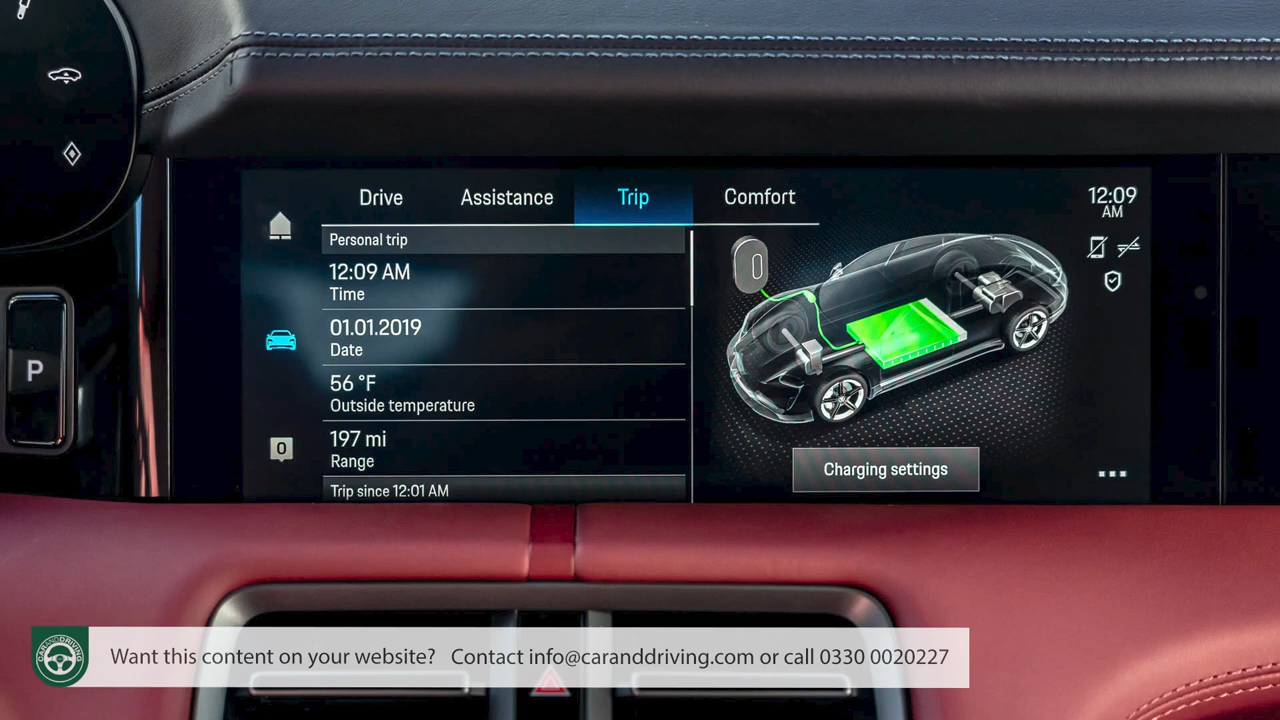 Drive
Assistance
Trip
Comfort
12:09
AM
Personal trip
12:09 AM
Time
01.01.2019
Date
56 °F
Outside temperature
197 mi
Range
Trip since 12:01 AM
Charging settings
0
P
CARANDDRIVING
Want this content on your website? Contact info@caranddriving.com or call 0330 0020227